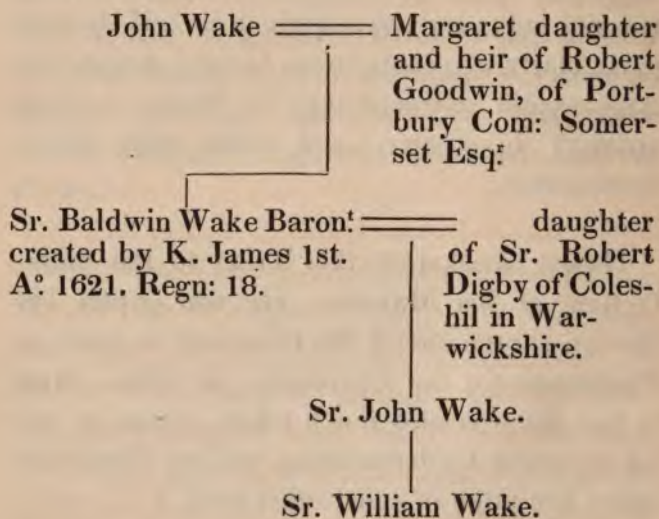 John Wake
Margaret daughter
and heir of Robert
Goodwin, of Port-
bury Com: Somer-
set Esqr.
Sr. Baldwin Wake Baront.
created by K. James 1st.
Ao. 1621. Regn: 18.
daughter
of Sr. Robert
Digby of Coles-
hil in War-
wickshire.
Sr. John Wake.
Sr. William Wake.